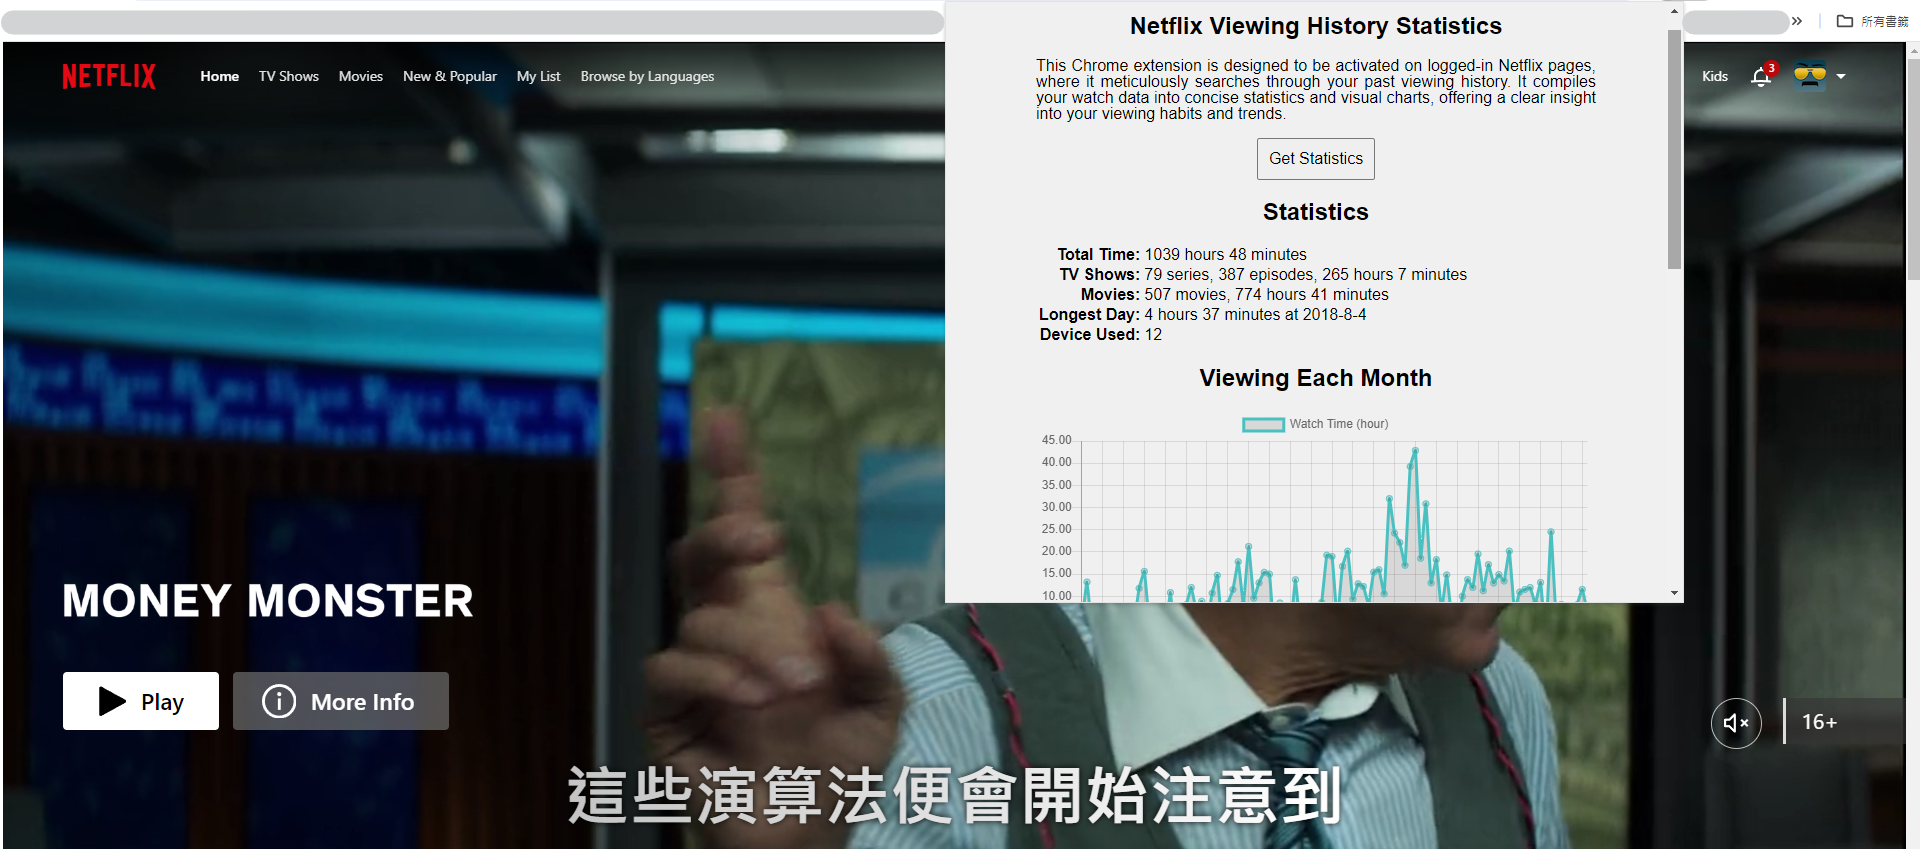 所有書籤
NETFLIX
Home
TV Shows
Movies
New & Popular
My List
Browse by Languages
Kids
3
Netflix Viewing History Statistics
This Chrome extension is designed to be activated on logged-in Netflix pages,
where it meticulously searches through your past viewing history. It compiles
your watch data into concise statistics and visual charts, offering a clear insight
into your viewing habits and trends.
Get Statistics
Statistics
Total Time: 1039 hours 48 minutes
TV Shows: 79 series, 387 episodes, 265 hours 7 minutes
Movies: 507 movies, 774 hours 41 minutes
Longest Day: 4 hours 37 minutes at 2018-8-4
Device Used: 12
Viewing Each Month
Watch Time (hour)
45.00
40.00
35.00
30.00
25.00
20.00
15.00
10.00
MONEY MONSTER
Play
More Info
16+
這些演算法便會開始注意到